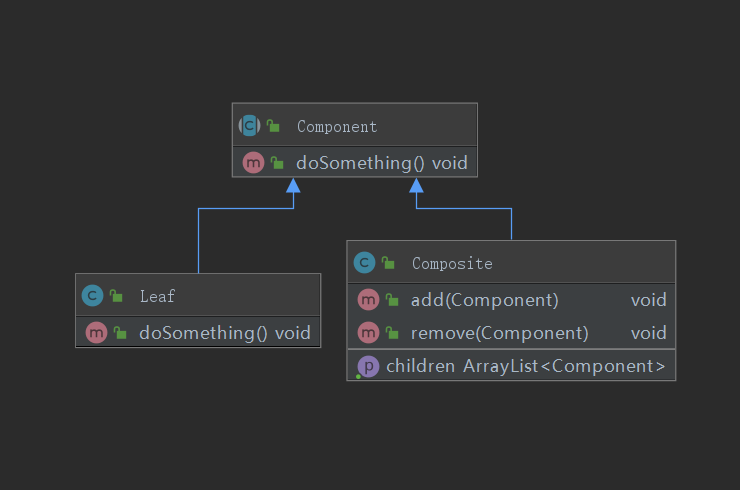 Component
doSomething() void
Leaf
doSomething() void
Composite
add(Component) void
remove(Component) void
children ArrayList<Component>